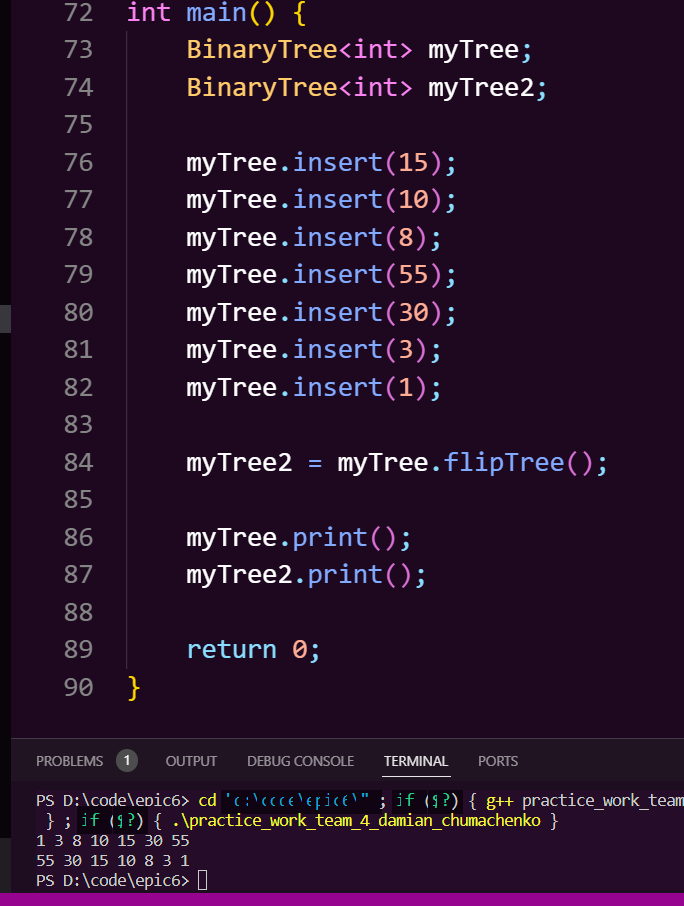 72 int main() {
73 BinaryTree<int> myTree;
74 BinaryTree<int> myTree2;
75
76 myTree.insert(15);
77 myTree.insert(10);
78 myTree.insert(8);
79 myTree.insert(55);
80 myTree.insert(30);
81 myTree.insert(3);
82 myTree.insert(1);
83
84 myTree2 = myTree.flipTree();
85
86 myTree.print();
87 myTree2.print();
88
89 return 0;
90 }
PROBLEMS 1 OUTPUT DEBUG CONSOLE TERMINAL PORTS
PS D:\code\epic6> cd "d:\code\epic6\" ; if ($?) { g++ practice_work_team
} ; if ($?) { .\practice_work_team_4_damian_chumachenko }
1 3 8 10 15 30 55
55 30 15 10 8 3 1
PS D:\code\epic6>